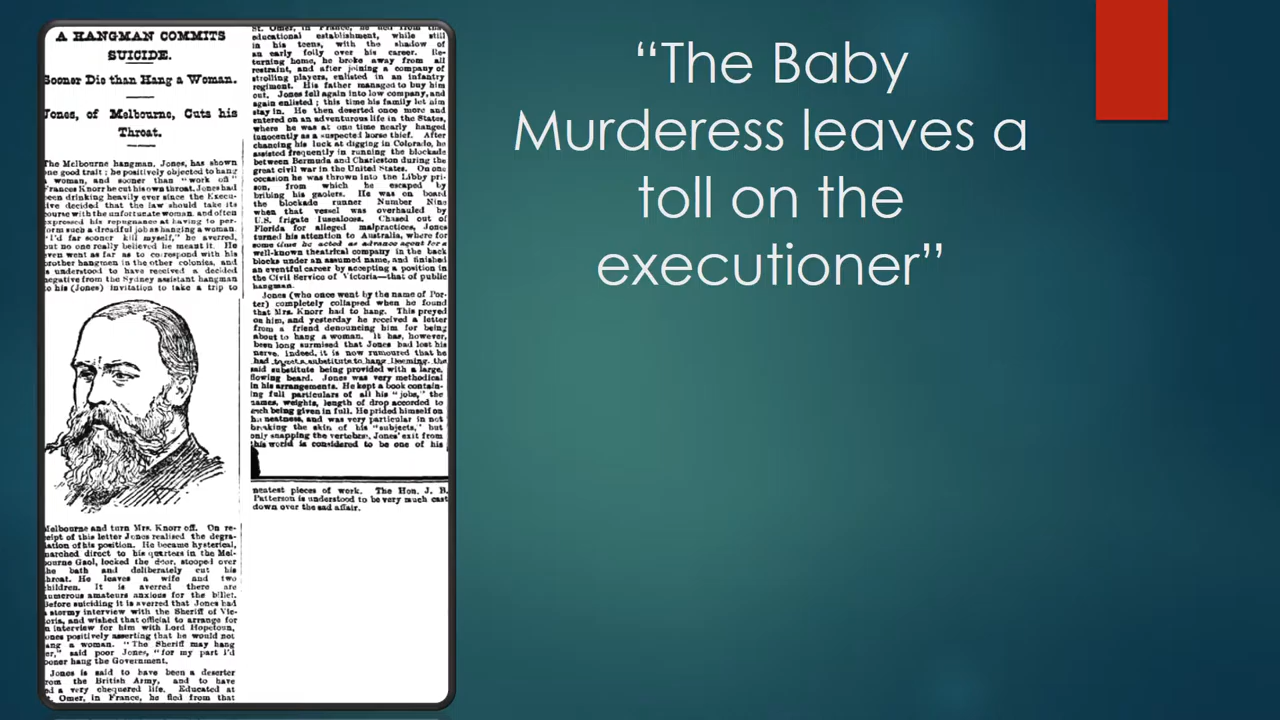 A HANGMAN COMMITS
SUICIDE.
Sooner Die than Hang a Woman.
Jones, of Melbourne, Cuts his
Throat.
The Melbourne hangman, Jones, has shown
one good trait; he positively objected to hang
a woman, and sooner than "work off"
Frances Knorr he cut his own throat. Jones had
been drinking heavily ever since the Execu-
ive decided that the law should take its
ourse with the unfortunate woman, and often
expressed his repugnance at having to per-
form such a dreadful job as hanging a woman.
"I'd far sooner kill myself," he averred,
but no one really believed he meant it. He
even went as far as to correspond with his
brother hangmen in the other colonies, and
is understood to have received a decided
negative from the Sydney assistant hangman
to his (Jones) invitation to take a trip to
Melbourne and turn Mrs. Knorr off. On re-
eipt of this letter Jones realised the degra-
lation of his position. He became hysterical,
narched direct to his quarters in the Mel-
ourne Gaol, locked the door, stooped over
he bath and deliberately cut his
hroat. He leaves a wife and two
children. It is averred there are
numerous amateurs anxious for the billet.
Before suiciding it is averred that Jones had
a stormy interview with the Sheriff of Vic-
oria, and wished that official to arrange for
an interview for him with Lord Hopetoun,
ones positively asserting that he would not
ang a woman. "The Sheriff may hang
er," said poor Jones, "for my part I'd
ooner hang the Government.
Jones is said to have been a deserter
rom the British Army, and to have
ed a very chequered life. Educated at
t. Omer, in France, he fled from that
St. Omer, in France, he fled from that
educational establishment, while still
in his teens, with the shadow of
an early folly over his career. Re-
turning home, he broke away from all
restraint, and after joining a company of
strolling players, enlisted in an infantry
regiment. His father managed to buy him
out. Jones fell again into low company, and
again enlisted; this time his family let him
stay in. He then deserted once more and
entered on an adventurous life in the States,
where he was at one time nearly hanged
innocently as a suspected horse thief. After
chancing his luck at digging in Colorado, he
assisted frequently in running the blockade
between Bermuda and Charleston during the
great civil war in the United States. On one
occasion he was thrown into the Libby pri-
son, from which he escaped by
bribing his gaolers. He was on board
the blockade runner Number Nine
when that vessel was overhauled by
U.S. frigate Chased out of
Florida for alleged malpractices, Jones
turned his attention to Australia, where for
some time he acted as advance agent for a
well-known theatrical company in the back
blocks under an assumed name, and finished
an eventful career by accepting a position in
the Civil Service of Victoria—that of public
hangman.
Jones (who once went by the name of Por-
ter) completely collapsed when he found
that Mrs. Knorr had to hang. This preyed
on him, and yesterday he received a letter
from a friend denouncing him for being
about to hang a woman. It has, however,
been long surmised that Jones had lost his
nerve. Indeed, it is now rumoured that he
had to get a substitute to hang Deeming, the
said substitute being provided with a large,
flowing beard. Jones was very methodical
in his arrangements. He kept a book contain-
ing full particulars of all his "jobs," the
names, weights, length of drop accorded to
each being given in full. He prided himself on
his neatness, and was very particular in not
breaking the skin of his "subjects," but
only snapping the vertebræ. Jones' exit from
this world is considered to be one of his
neatest pieces of work. The Hon. J. B.
Patterson is understood to be very much cast
down over the sad affair.
“The Baby
Murderess leaves a
toll on the
executioner”